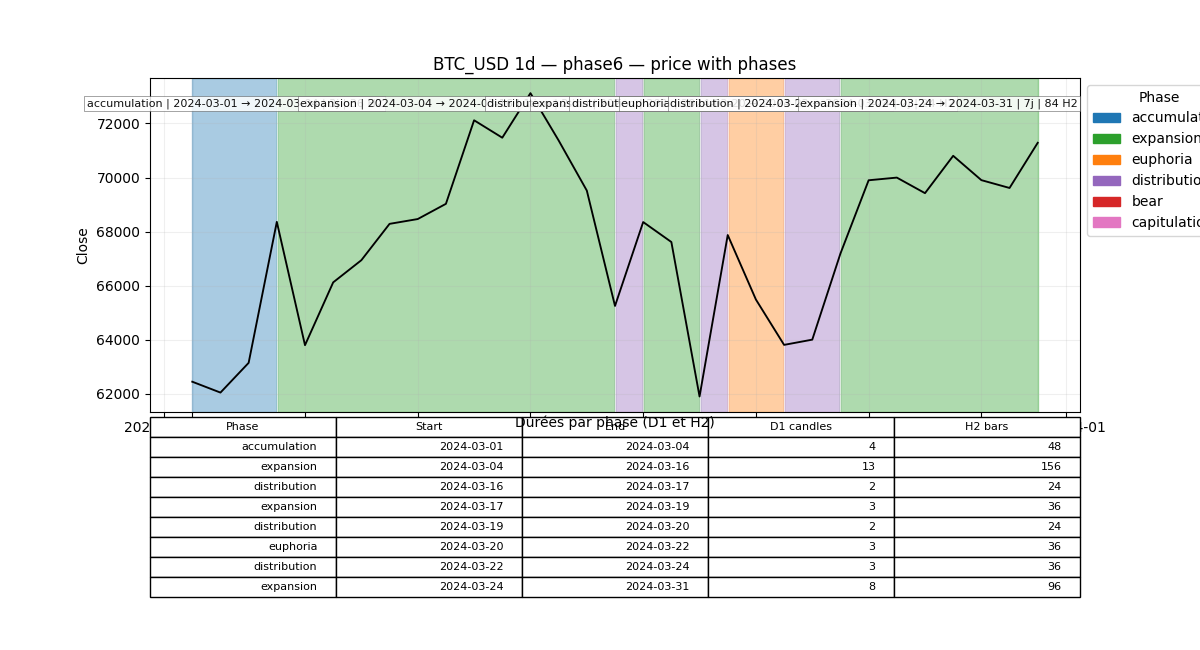 BTC_USD 1d — phase6 — price with phases
accumulation | 2024-03-01 → 2024-03 expansion | 2024-03-04 → 2024-0 distribu expans distribut euphoria distribution | 2024-03-2 expansion | 2024-03-24 → 2024-03-31 | 7j | 84 H2
72000
70000
68000
66000
64000
62000
Close
Phase
accumulat
expansion
euphoria
distributio
bear
capitulatio
202
-01
Durées par phase (D1 et H2)
Phase Start End D1 candles H2 bars
accumulation 2024-03-01 2024-03-04 4 48
expansion 2024-03-04 2024-03-16 13 156
distribution 2024-03-16 2024-03-17 2 24
expansion 2024-03-17 2024-03-19 3 36
distribution 2024-03-19 2024-03-20 2 24
euphoria 2024-03-20 2024-03-22 3 36
distribution 2024-03-22 2024-03-24 3 36
expansion 2024-03-24 2024-03-31 8 96